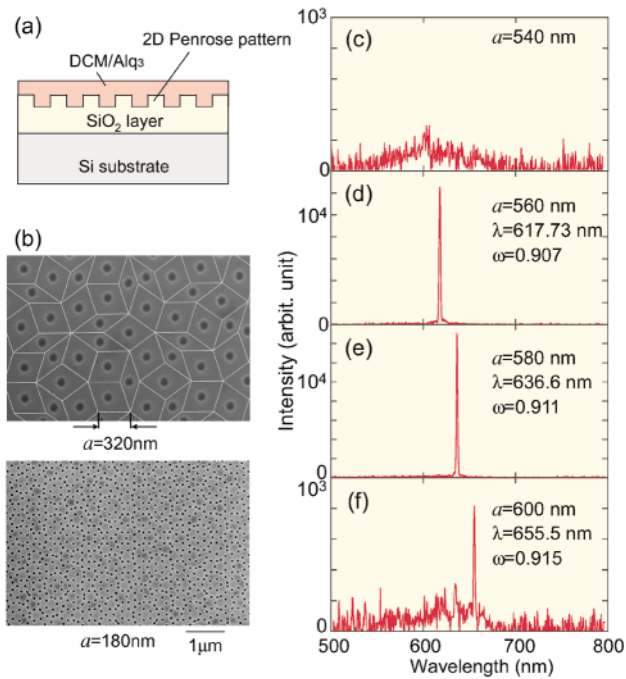 (a)
2D Penrose pattern
DCM/Alq₃
SiO₂ layer
Si substrate
(b)
a=320nm
a=180nm
1μm
Intensity (arbit. unit)
10³
(c)
a=540 nm
0
(d)
10⁴
a=560 nm
λ=617.73 nm
ω=0.907
0
(e)
10⁴
a=580 nm
λ=636.6 nm
ω=0.911
0
10³
(f)
a=600 nm
λ=655.5 nm
ω=0.915
0
500 600 700 800
Wavelength (nm)